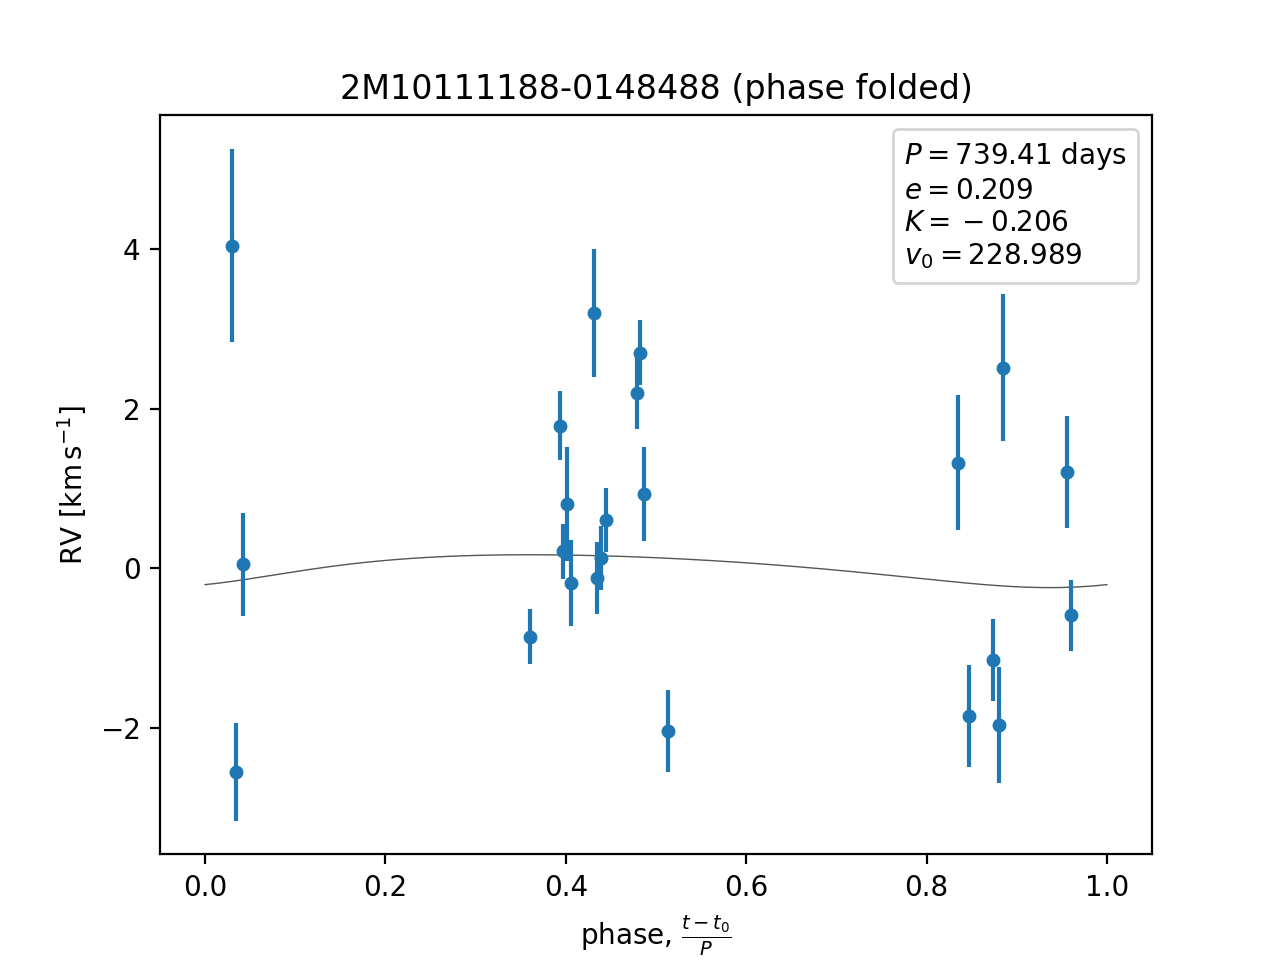 2M10111188-0148488 (phase folded)
P = 739.41 days
e = 0.209
K = −0.206
v₀ = 228.989
4
2
0
−2
RV [km s⁻¹]
0.0 0.2 0.4 0.6 0.8 1.0
phase, (t − t₀)/P